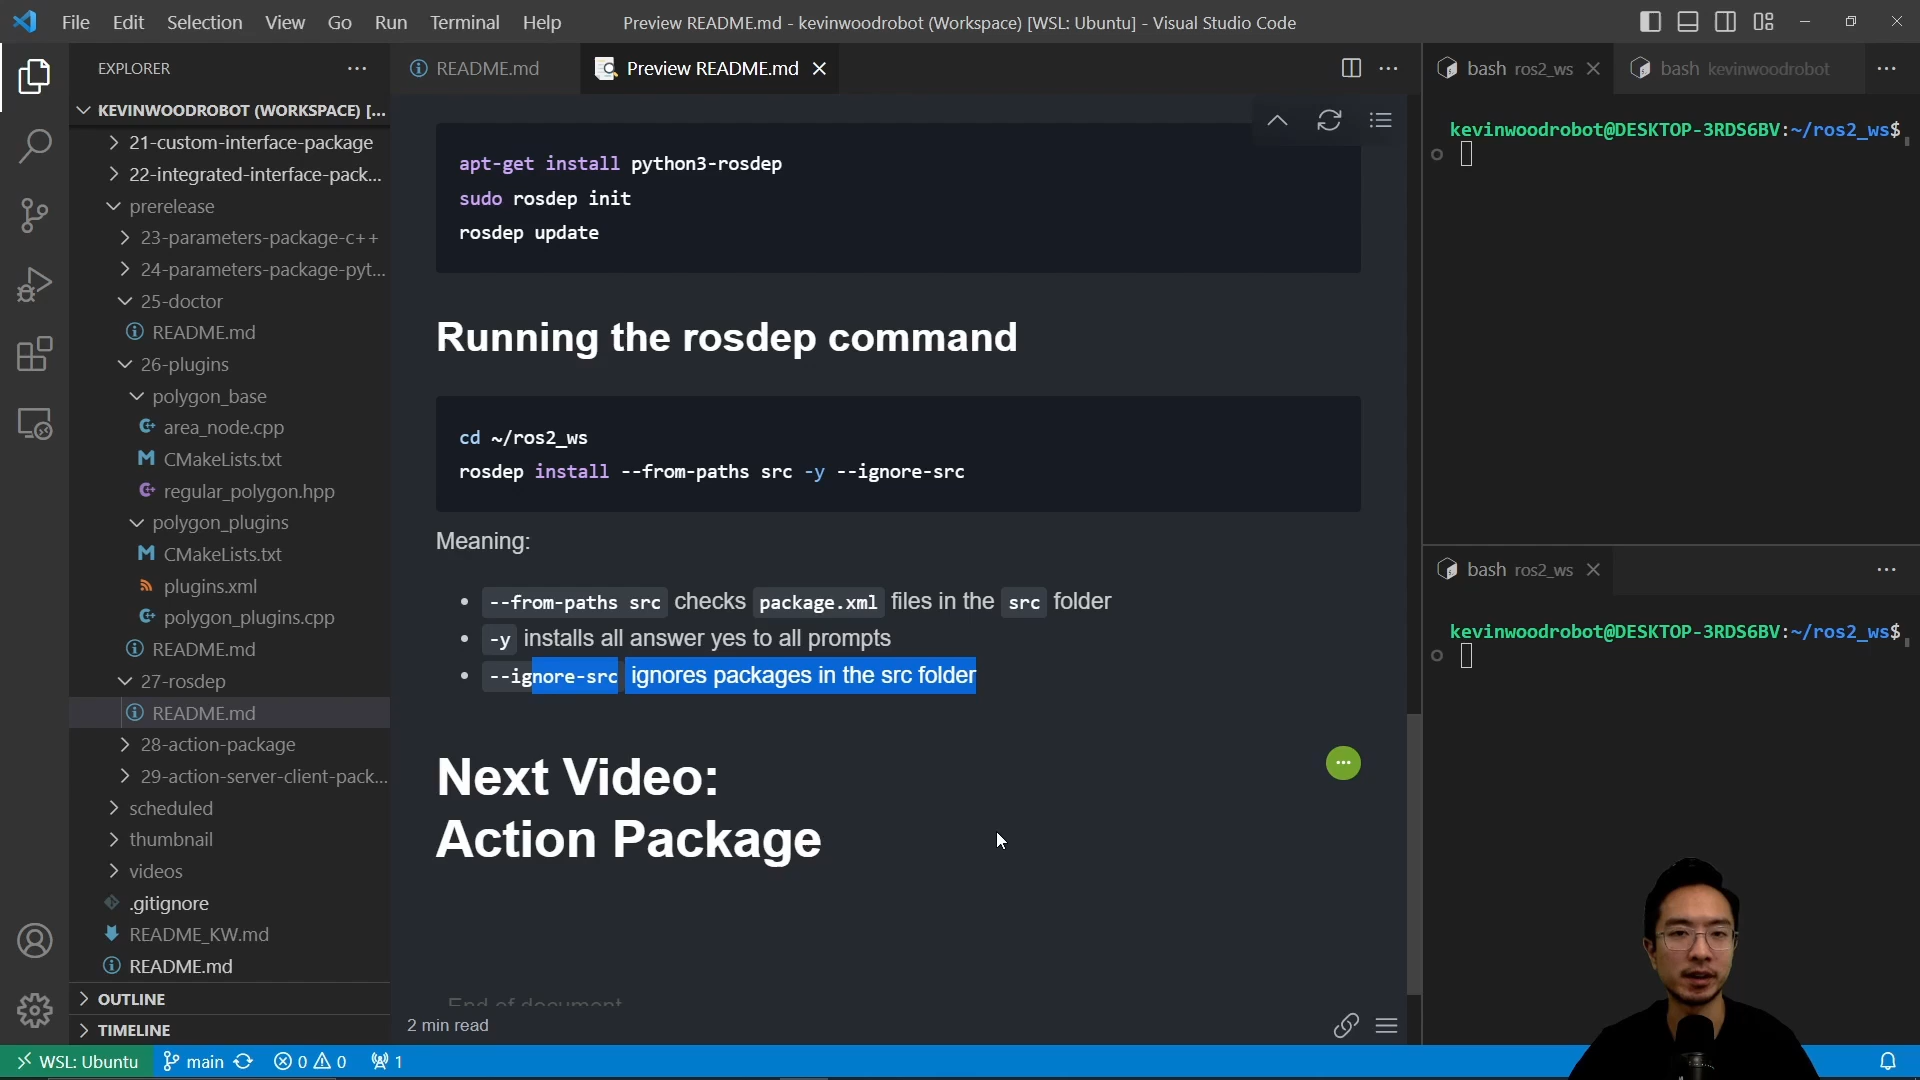 File Edit Selection View Go Run Terminal Help
Preview README.md - kevinwoodrobot (Workspace) [WSL: Ubuntu] - Visual Studio Code
EXPLORER
KEVINWOODROBOT (WORKSPACE) [...
21-custom-interface-package
22-integrated-interface-pack...
prerelease
23-parameters-package-c++
24-parameters-package-pyt...
25-doctor
README.md
26-plugins
polygon_base
area_node.cpp
CMakeLists.txt
regular_polygon.hpp
polygon_plugins
CMakeLists.txt
plugins.xml
polygon_plugins.cpp
README.md
27-rosdep
README.md
28-action-package
29-action-server-client-pack...
scheduled
thumbnail
videos
.gitignore
README_KW.md
README.md
OUTLINE
TIMELINE
README.md
Preview README.md
apt-get install python3-rosdep
sudo rosdep init
rosdep update
Running the rosdep command
cd ~/ros2_ws
rosdep install --from-paths src -y --ignore-src
Meaning:
--from-paths src checks package.xml files in the src folder
-y installs all answer yes to all prompts
--ignore-src ignores packages in the src folder
Next Video:
Action Package
End of document
2 min read
bash ros2_ws
bash kevinwoodrobot
kevinwoodrobot@DESKTOP-3RDS6BV:~/ros2_ws$
bash ros2_ws
kevinwoodrobot@DESKTOP-3RDS6BV:~/ros2_ws$
WSL: Ubuntu main 0 0 1